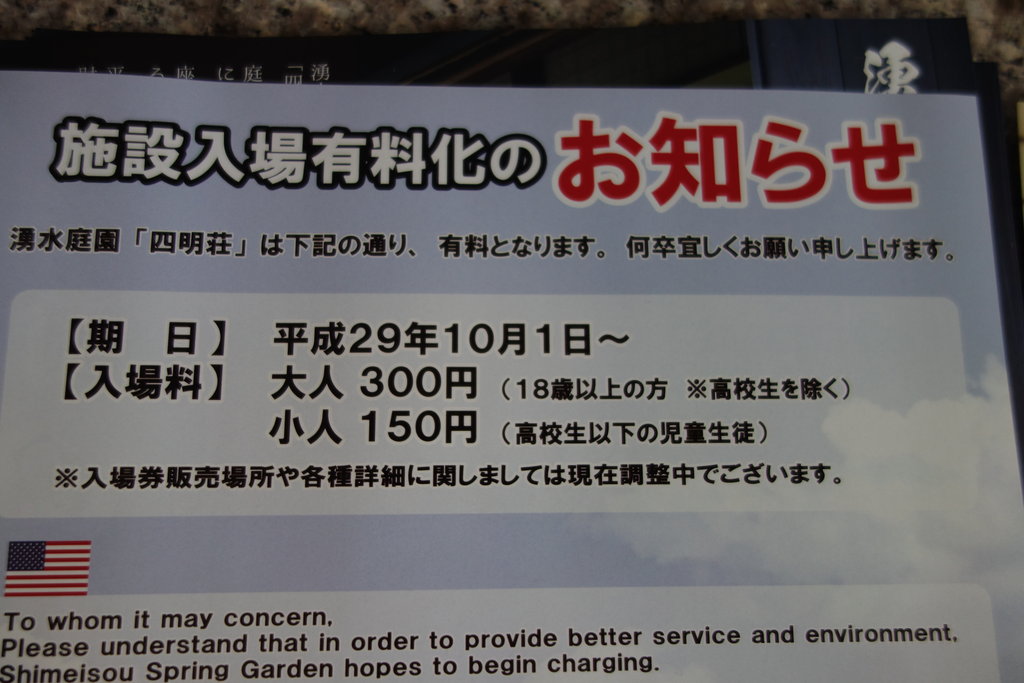 湧
施設入場有料化のお知らせ
湧水庭園「四明荘」は下記の通り、有料となります。何卒宜しくお願い申し上げます。
【期　日】　平成29年10月1日～
【入場料】　大人 300円（18歳以上の方 ※高校生を除く）
小人 150円（高校生以下の児童生徒）
※入場券販売場所や各種詳細に関しましては現在調整中でございます。
To whom it may concern,
Please understand that in order to provide better service and environment,
Shimeisou Spring Garden hopes to begin charging.